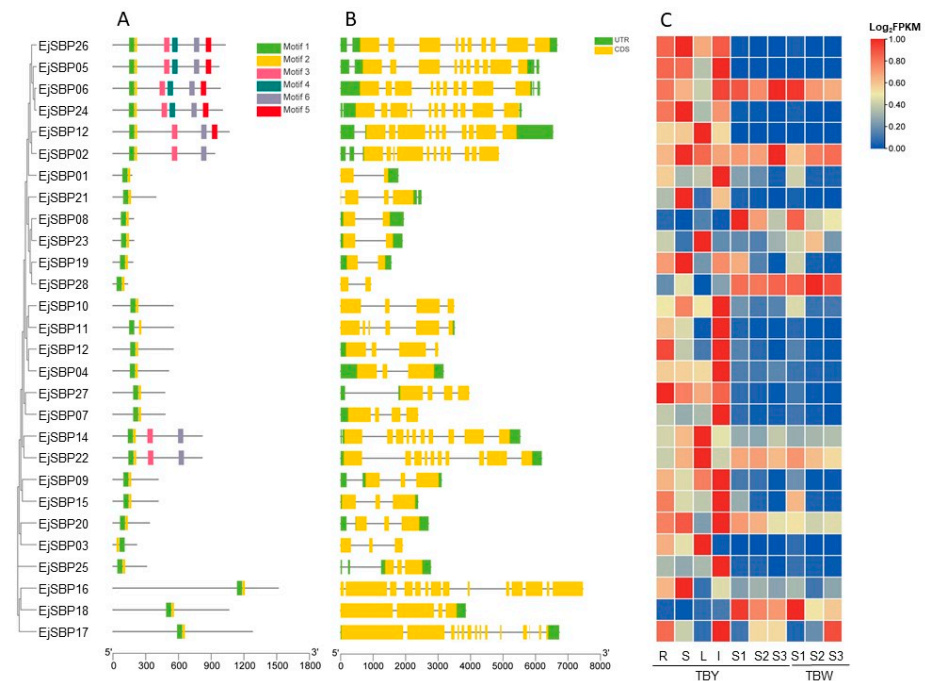 A
B
C
Log₂FPKM
1.00
0.80
0.60
0.40
0.20
0.00
Motif 1
Motif 2
Motif 3
Motif 4
Motif 6
Motif 5
UTR
CDS
EjSBP26
EjSBP05
EjSBP06
EjSBP24
EjSBP12
EjSBP02
EjSBP01
EjSBP21
EjSBP08
EjSBP23
EjSBP19
EjSBP28
EjSBP10
EjSBP11
EjSBP12
EjSBP04
EjSBP27
EjSBP07
EjSBP14
EjSBP22
EjSBP09
EjSBP15
EjSBP20
EjSBP03
EjSBP25
EjSBP16
EjSBP18
EjSBP17
5' 3'
0 300 600 900 1200 1500 1800
5' 3'
0 1000 2000 3000 4000 5000 6000 7000 8000
R S L I S1 S2 S3 S1 S2 S3
TBY TBW